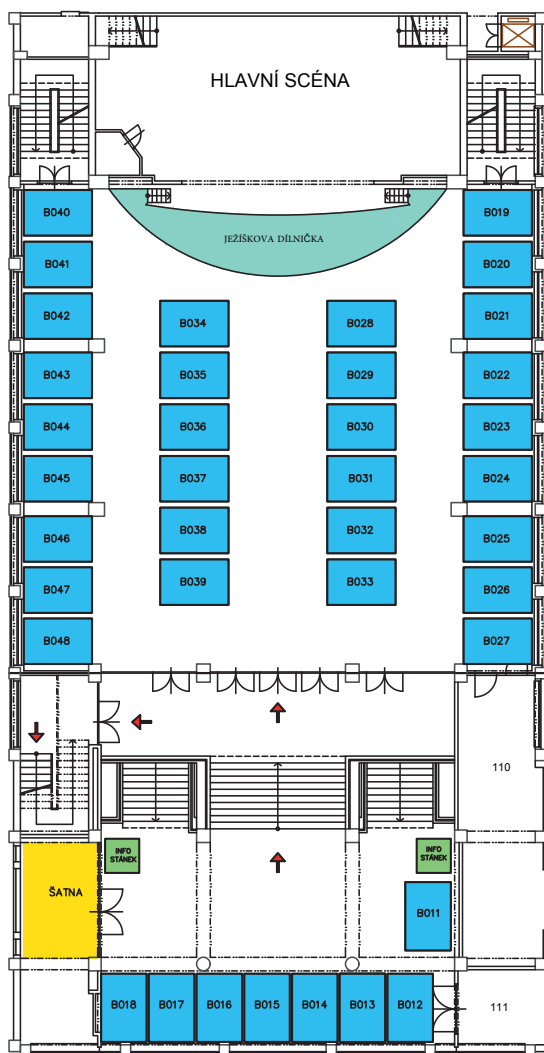 HLAVNÍ SCÉNA
JEŽÍŠKOVA DÍLNIČKA
B040
B019
B041
B020
B042
B021
B034
B028
B043
B035
B029
B022
B044
B036
B030
B023
B045
B037
B031
B024
B046
B038
B032
B025
B047
B039
B033
B026
B048
B027
110
INFO
STÁNEK
INFO
STÁNEK
ŠATNA
B011
B018
B017
B016
B015
B014
B013
B012
111